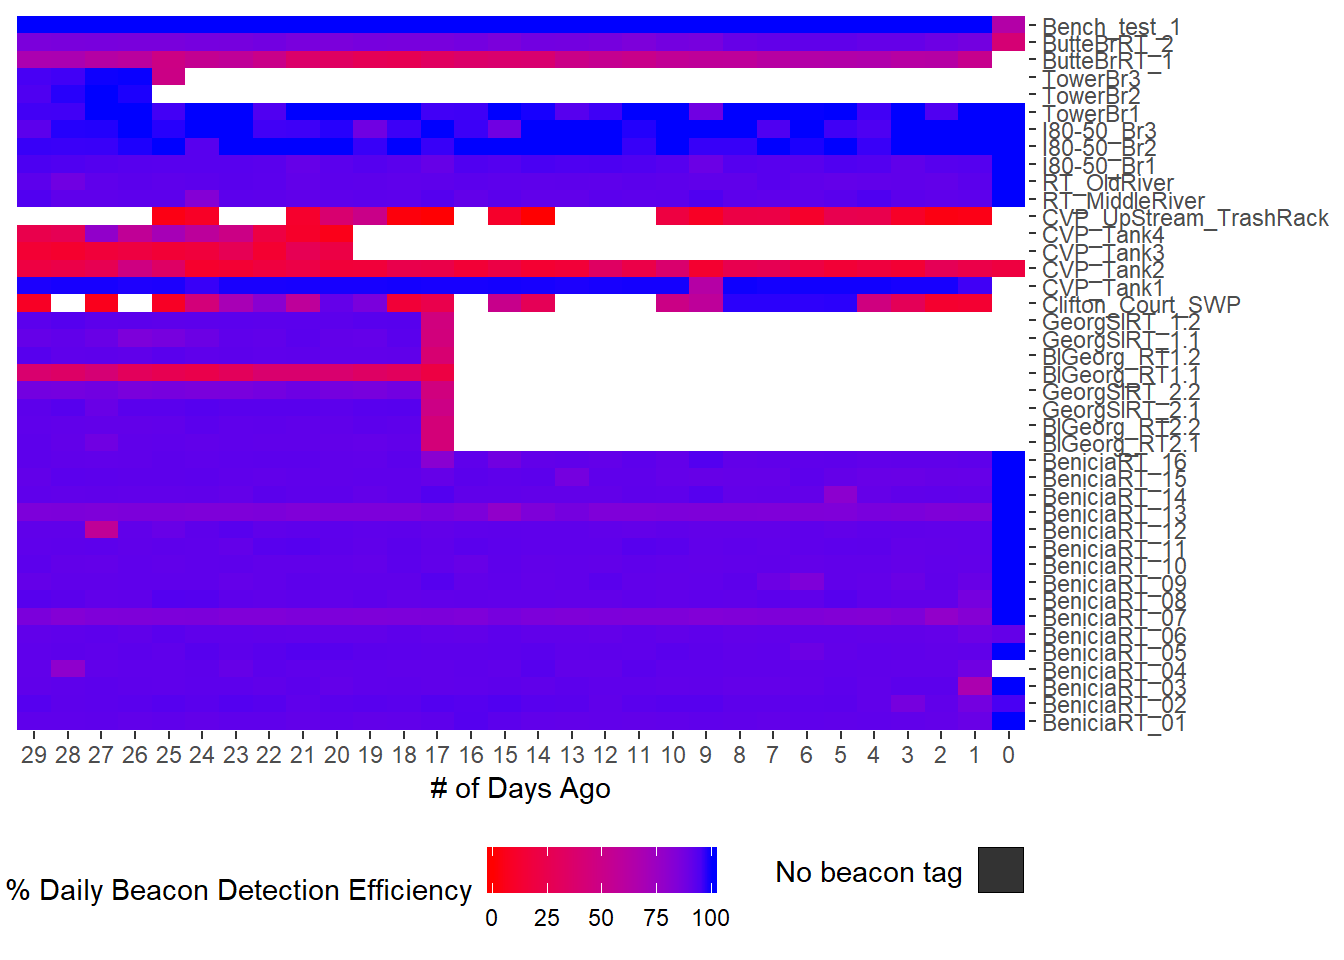 Bench_test_1
ButteBrRT_2
ButteBrRT_1
TowerBr3
TowerBr2
TowerBr1
I80-50_Br3
I80-50_Br2
I80-50_Br1
RT_OldRiver
RT_MiddleRiver
CVP_UpStream_TrashRack
CVP_Tank4
CVP_Tank3
CVP_Tank2
CVP_Tank1
Clifton_Court_SWP
GeorgSlRT_1.2
GeorgSlRT_1.1
BlGeorg_RT1.2
BlGeorg_RT1.1
GeorgSlRT_2.2
GeorgSlRT_2.1
BlGeorg_RT2.2
BlGeorg_RT2.1
BeniciaRT_16
BeniciaRT_15
BeniciaRT_14
BeniciaRT_13
BeniciaRT_12
BeniciaRT_11
BeniciaRT_10
BeniciaRT_09
BeniciaRT_08
BeniciaRT_07
BeniciaRT_06
BeniciaRT_05
BeniciaRT_04
BeniciaRT_03
BeniciaRT_02
BeniciaRT_01
29 28 27 26 25 24 23 22 21 20 19 18 17 16 15 14 13 12 11 10 9 8 7 6 5 4 3 2 1 0
# of Days Ago
% Daily Beacon Detection Efficiency
0 25 50 75 100
No beacon tag